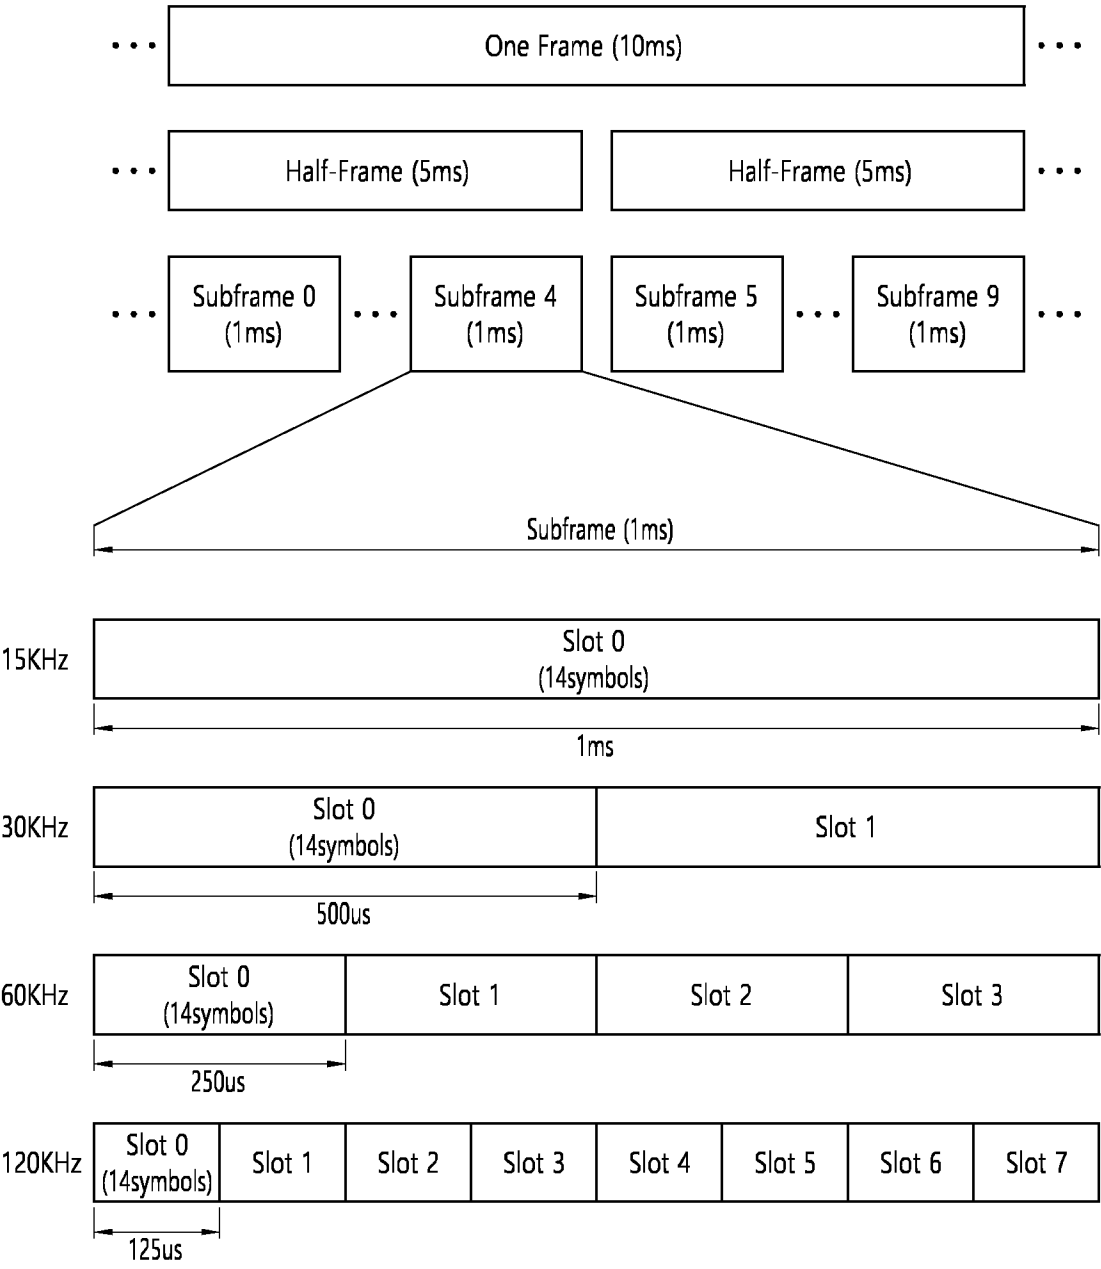 One Frame (10ms)
Half-Frame (5ms)
Half-Frame (5ms)
Subframe 0
(1ms)
Subframe 4
(1ms)
Subframe 5
(1ms)
Subframe 9
(1ms)
Subframe (1ms)
15KHz
Slot 0
(14symbols)
1ms
30KHz
Slot 0
(14symbols)
Slot 1
500us
60KHz
Slot 0
(14symbols)
Slot 1
Slot 2
Slot 3
250us
120KHz
Slot 0
(14symbols)
Slot 1
Slot 2
Slot 3
Slot 4
Slot 5
Slot 6
Slot 7
125us